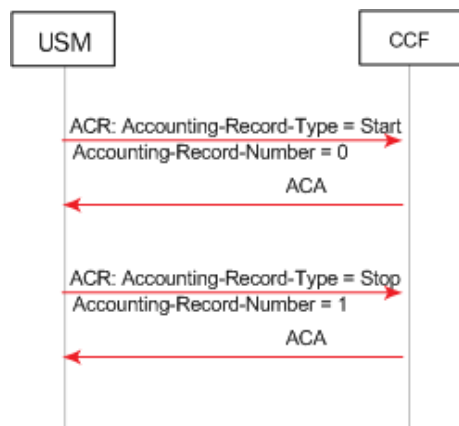 USM
CCF
ACR: Accounting-Record-Type = Start
Accounting-Record-Number = 0
ACA
ACR: Accounting-Record-Type = Stop
Accounting-Record-Number = 1
ACA